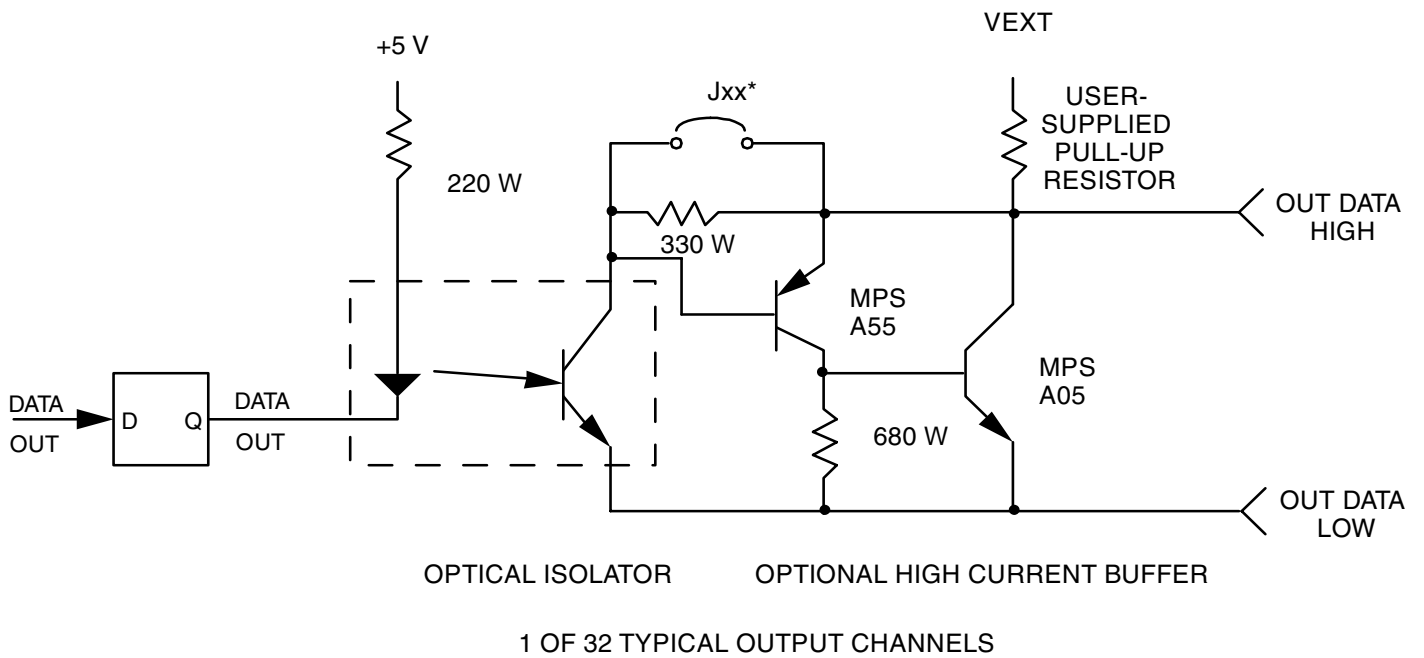 +5 V
220 W
Jxx*
330 W
VEXT
USER-
SUPPLIED
PULL-UP
RESISTOR
OUT DATA
HIGH
MPS
A55
MPS
A05
DATA
OUT
D
Q
DATA
OUT
680 W
OUT DATA
LOW
OPTICAL ISOLATOR
OPTIONAL HIGH CURRENT BUFFER
1 OF 32 TYPICAL OUTPUT CHANNELS